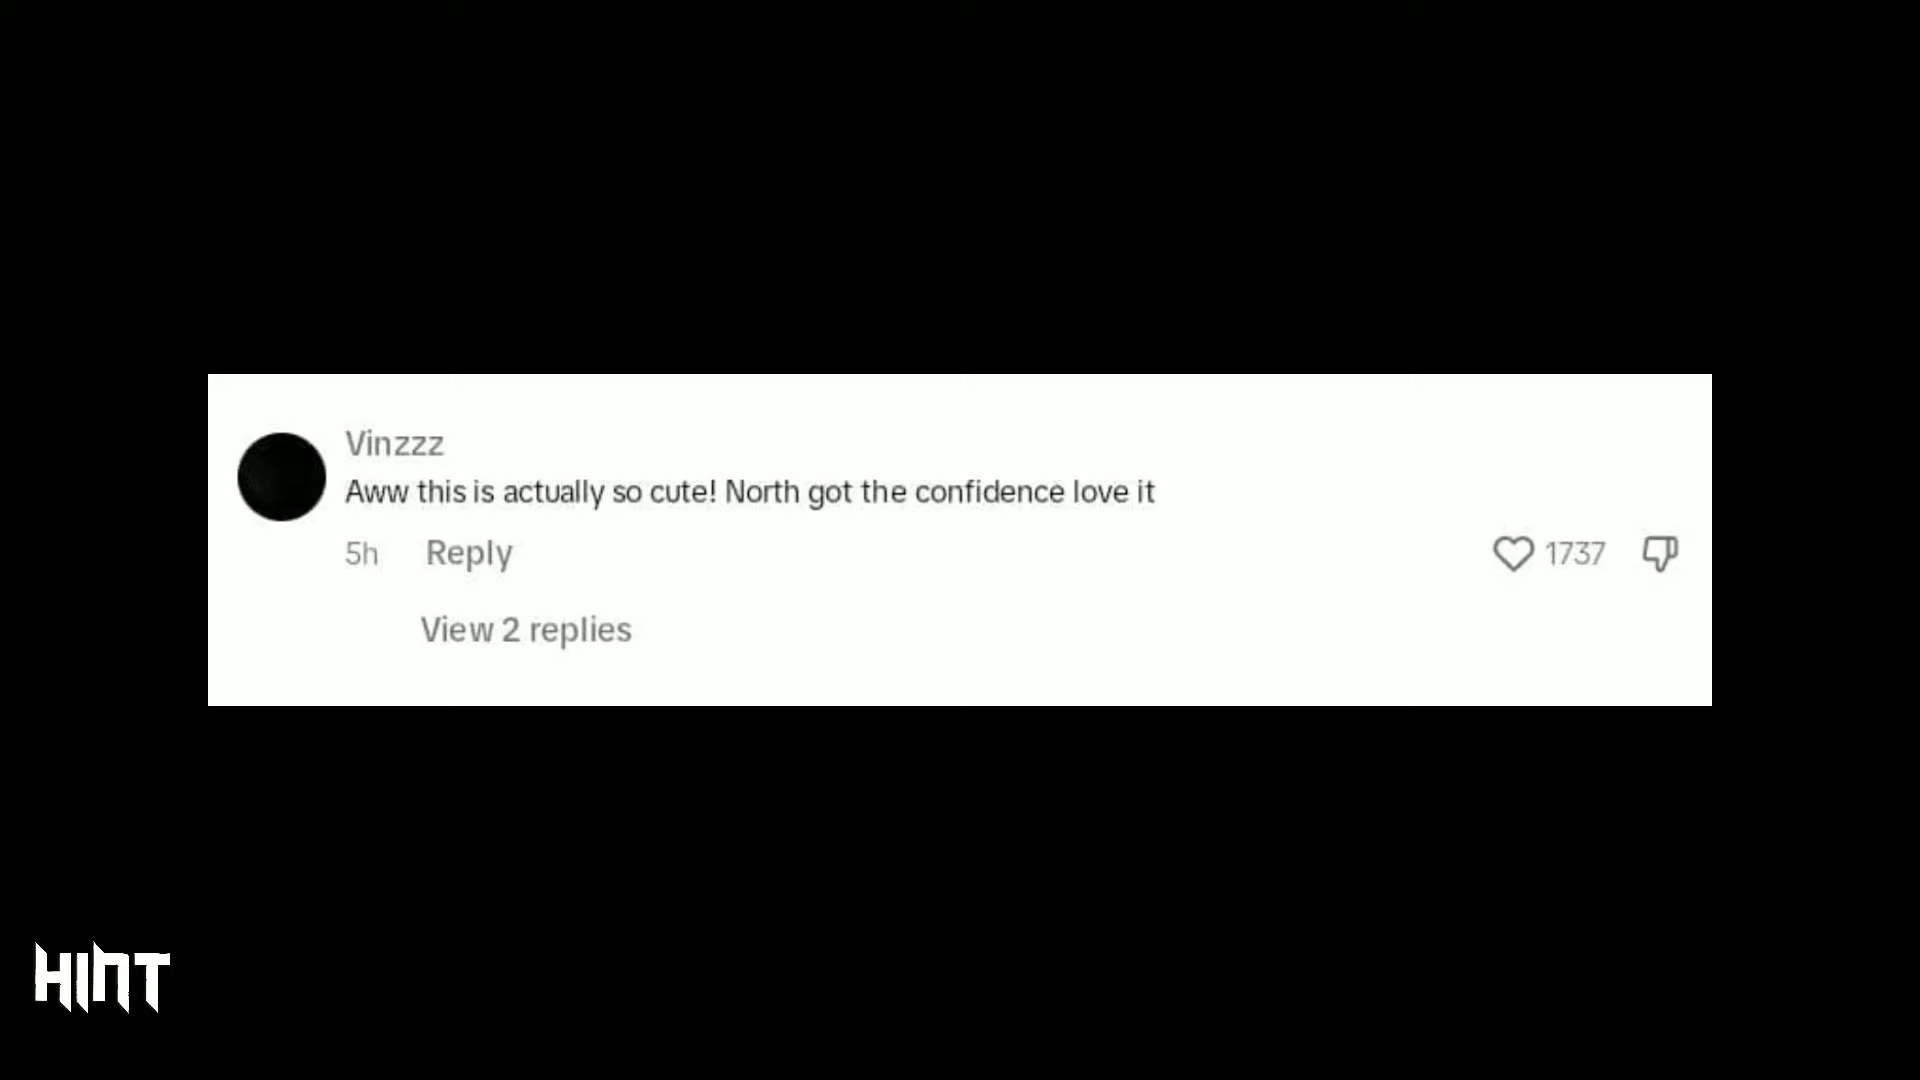 Vinzzz
Aww this is actually so cute! North got the confidence love it
5h Reply 1737
View 2 replies
HINT